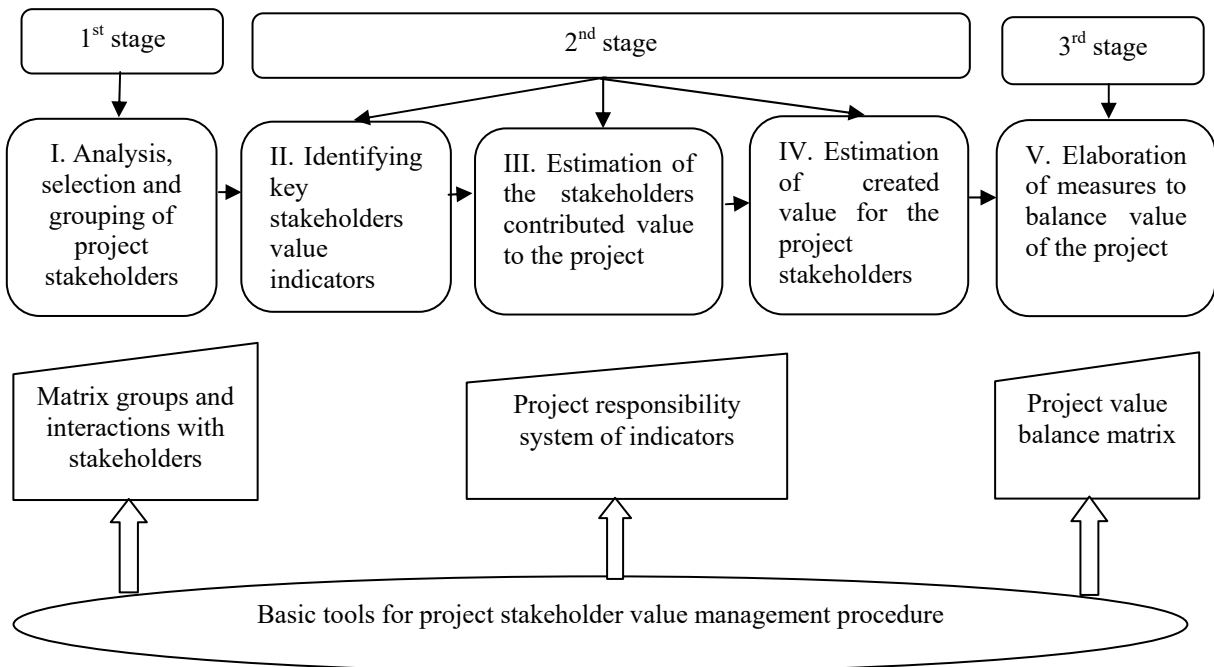 1st stage
2nd stage
3rd stage
I. Analysis,
selection and
grouping of
project
stakeholders
II. Identifying
key
stakeholders
value
indicators
III. Estimation of
the stakeholders
contributed value
to the project
IV. Estimation
of created
value for the
project
stakeholders
V. Elaboration
of measures to
balance value
of the project
Matrix groups and
interactions with
stakeholders
Project responsibility
system of indicators
Project value
balance matrix
Basic tools for project stakeholder value management procedure